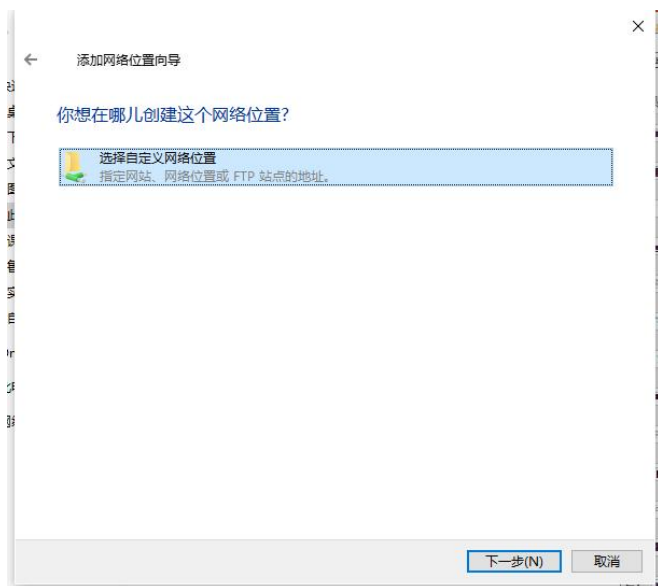 添加网络位置向导
你想在哪儿创建这个网络位置?
选择自定义网络位置
指定网站、网络位置或 FTP 站点的地址。
下一步(N)
取消